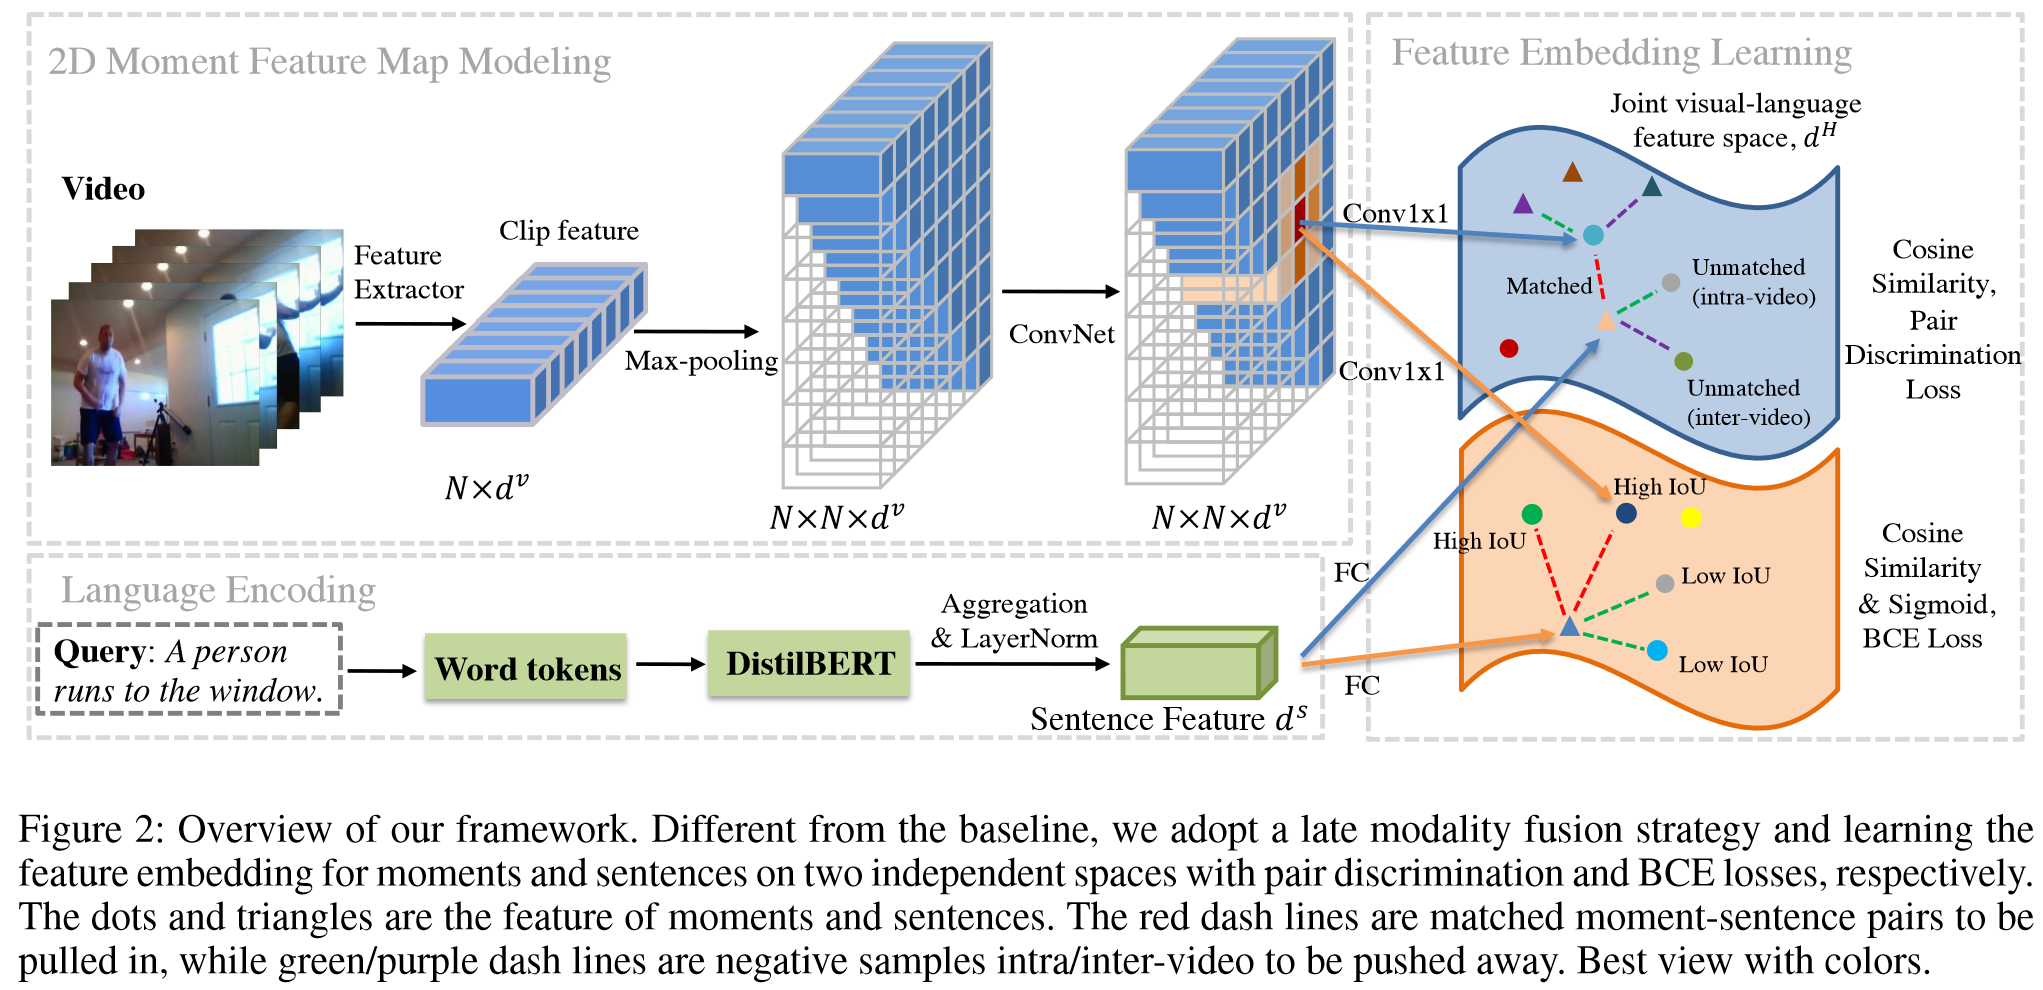 2D Moment Feature Map Modeling
Video
Feature
Extractor
Clip feature
N×d^v
Max-pooling
N×N×d^v
ConvNet
N×N×d^v
Conv1x1
Conv1x1
Language Encoding
Query: A person
runs to the window.
Word tokens
DistilBERT
Aggregation
& LayerNorm
Sentence Feature d^s
FC
FC
Feature Embedding Learning
Joint visual-language
feature space, d^H
Matched
Unmatched
(intra-video)
Unmatched
(inter-video)
Cosine
Similarity,
Pair
Discrimination
Loss
High IoU
High IoU
Low IoU
Low IoU
Cosine
Similarity
& Sigmoid,
BCE Loss
Figure 2: Overview of our framework. Different from the baseline, we adopt a late modality fusion strategy and learning the
feature embedding for moments and sentences on two independent spaces with pair discrimination and BCE losses, respectively.
The dots and triangles are the feature of moments and sentences. The red dash lines are matched moment-sentence pairs to be
pulled in, while green/purple dash lines are negative samples intra/inter-video to be pushed away. Best view with colors.